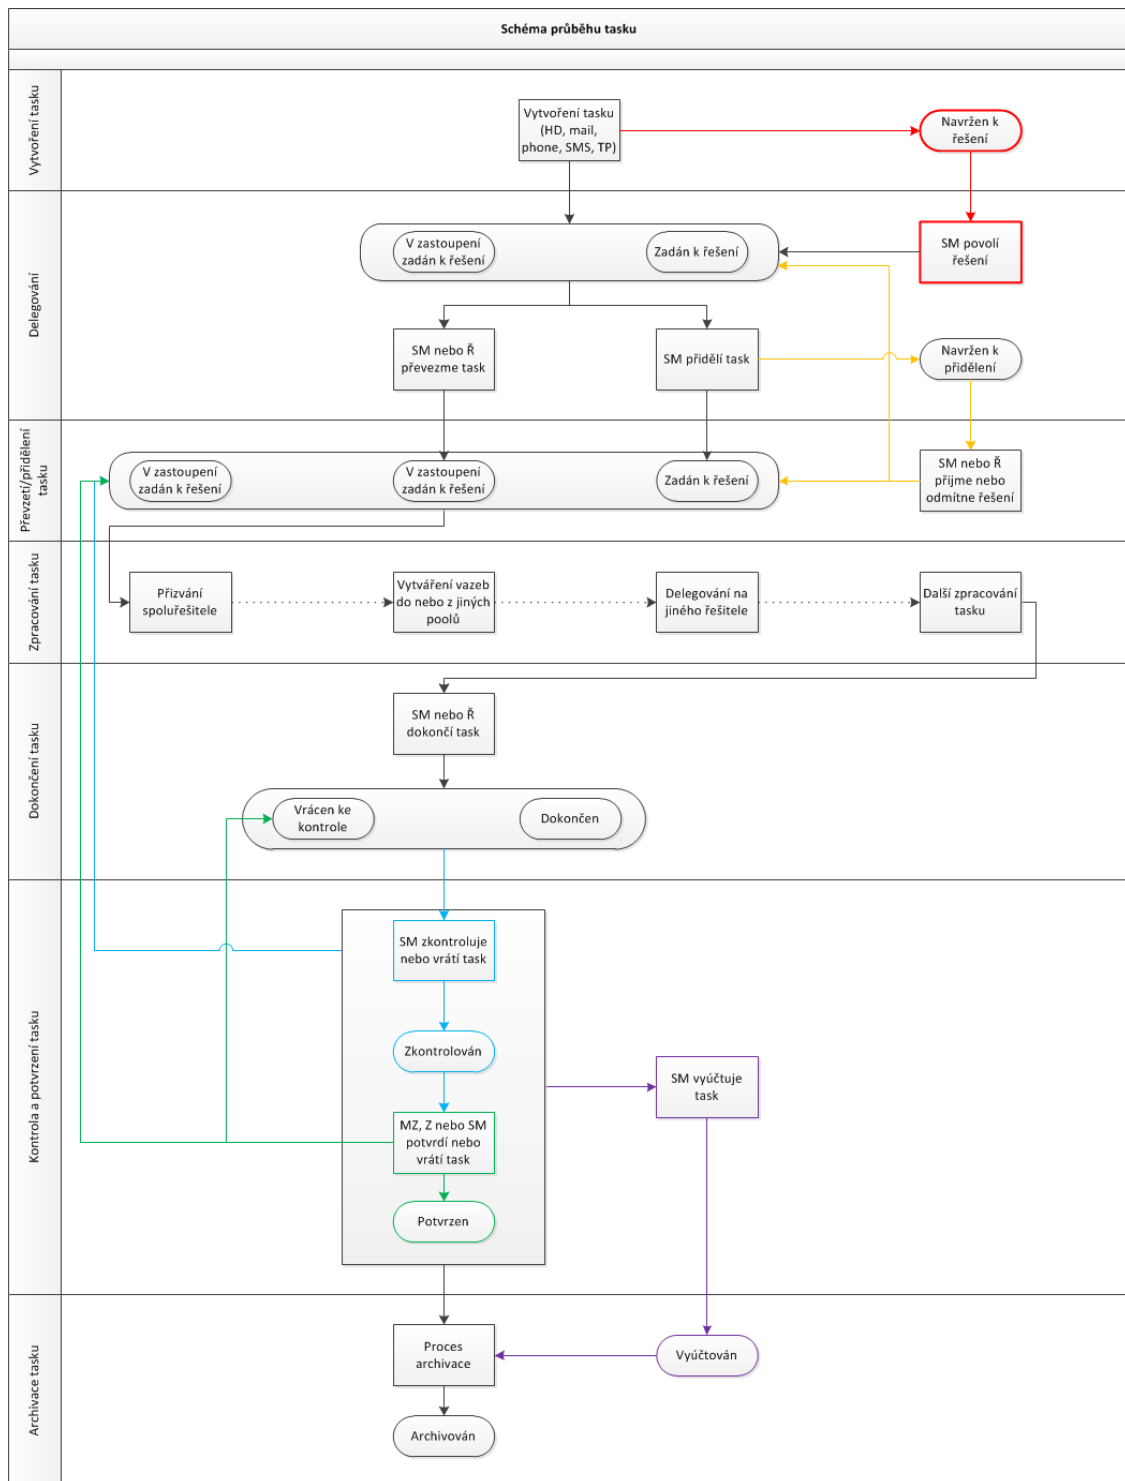 Schéma průběhu tasku
Vytvoření tasku
Vytvoření tasku
(HD, mail,
phone, SMS, TP)
Navržen k
řešení
Delegování
V zastoupení
zadán k řešení
Zadán k řešení
SM povolí
řešení
SM nebo Ř
převezme task
SM přidělí task
Navržen k
přidělení
Převzetí/přidělení
tasku
V zastoupení
zadán k řešení
V zastoupení
zadán k řešení
Zadán k řešení
SM nebo Ř
přijme nebo
odmítne řešení
Zpracování tasku
Přizvání
spoluřešitele
Vytváření vazeb
do nebo z jiných
poolů
Delegování na
jiného řešitele
Další zpracování
tasku
Dokončení tasku
SM nebo Ř
dokončí task
Vrácen ke
kontrole
Dokončen
Kontrola a potvrzení tasku
SM zkontroluje
nebo vrátí task
Zkontrolován
SM vyúčtuje
task
MZ, Z nebo SM
potvrdí nebo
vrátí task
Potvrzen
Archivace tasku
Proces
archivace
Vyúčtován
Archivován